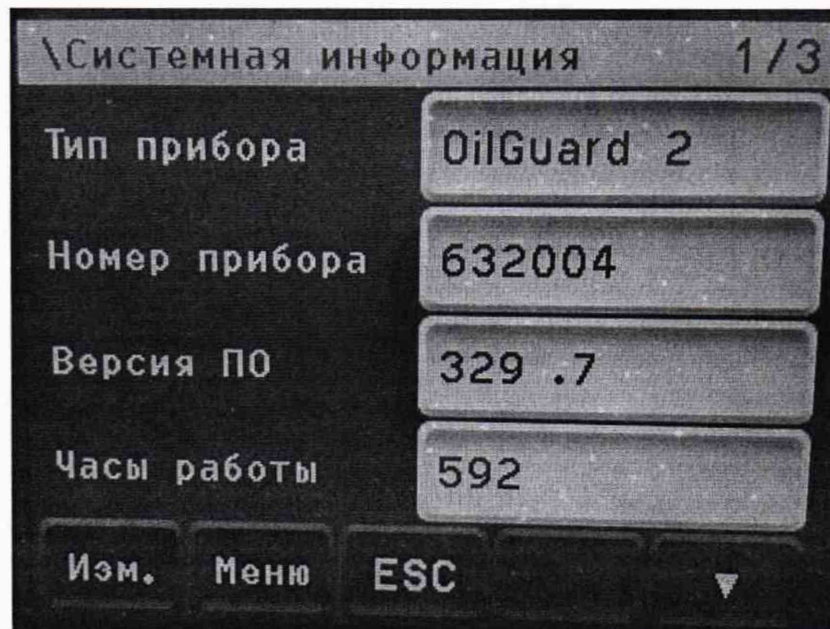 \Системная информация 1/3
Тип прибора OilGuard 2
Номер прибора 632004
Версия ПО 329 .7
Часы работы 592
Изм. Меню ESC ▼